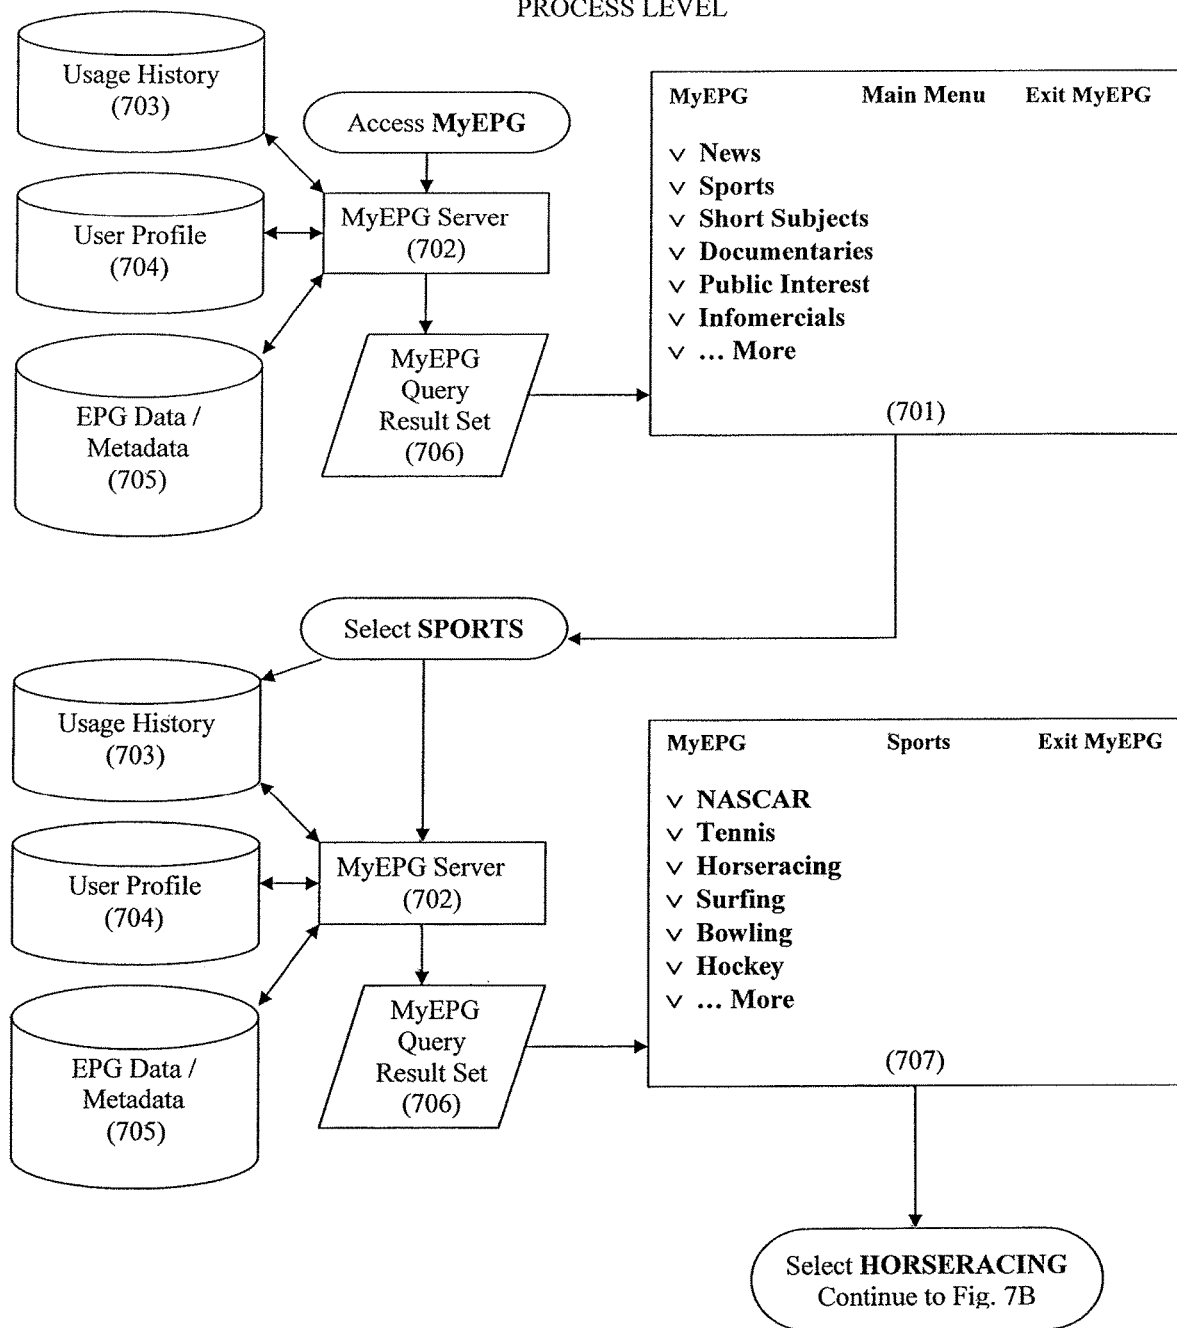 PROCESS LEVEL
Usage History
(703)
Access MyEPG
User Profile
(704)
MyEPG Server
(702)
EPG Data /
Metadata
(705)
MyEPG
Query
Result Set
(706)
MyEPG Main Menu Exit MyEPG
v News
v Sports
v Short Subjects
v Documentaries
v Public Interest
v Infomercials
v ... More
(701)
Select SPORTS
Usage History
(703)
User Profile
(704)
MyEPG Server
(702)
EPG Data /
Metadata
(705)
MyEPG
Query
Result Set
(706)
MyEPG Sports Exit MyEPG
v NASCAR
v Tennis
v Horseracing
v Surfing
v Bowling
v Hockey
v ... More
(707)
Select HORSERACING
Continue to Fig. 7B